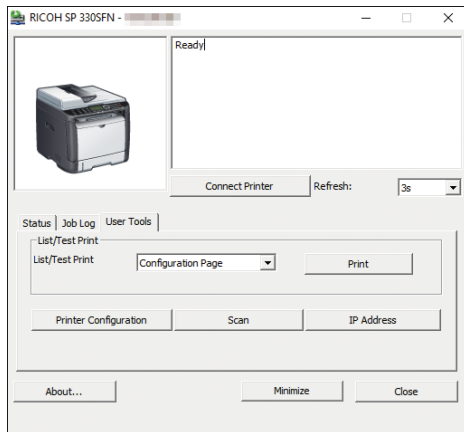 RICOH SP 330SFN -
Ready
Connect Printer
Refresh:
3s
Status
Job Log
User Tools
List/Test Print
List/Test Print
Configuration Page
Print
Printer Configuration
Scan
IP Address
About...
Minimize
Close